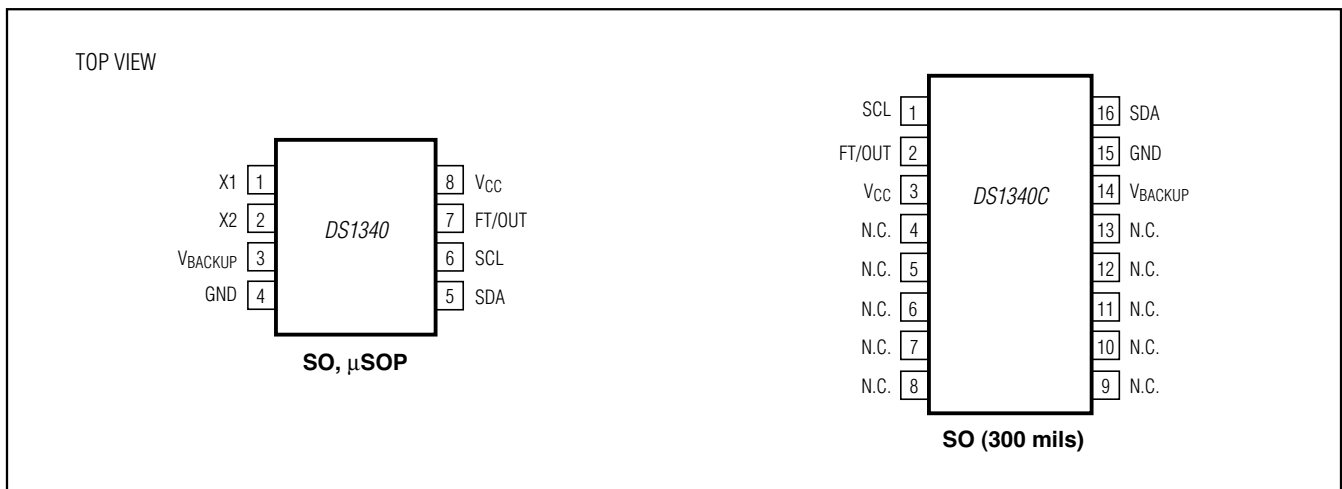 TOP VIEW
X1 1
X2 2
VBACKUP 3
GND 4
DS1340
8 VCC
7 FT/OUT
6 SCL
5 SDA
SO, μSOP
SCL 1
FT/OUT 2
VCC 3
N.C. 4
N.C. 5
N.C. 6
N.C. 7
N.C. 8
DS1340C
16 SDA
15 GND
14 VBACKUP
13 N.C.
12 N.C.
11 N.C.
10 N.C.
9 N.C.
SO (300 mils)